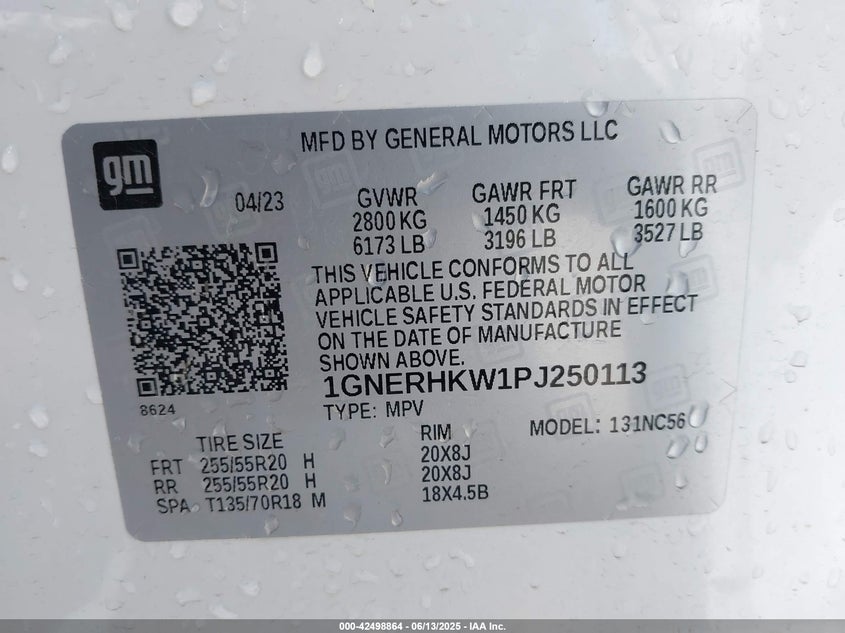 gm
MFD BY GENERAL MOTORS LLC
04/23
GVWR
2800 KG
6173 LB
GAWR FRT
1450 KG
3196 LB
GAWR RR
1600 KG
3527 LB
THIS VEHICLE CONFORMS TO ALL
APPLICABLE U.S. FEDERAL MOTOR
VEHICLE SAFETY STANDARDS IN EFFECT
ON THE DATE OF MANUFACTURE
SHOWN ABOVE.
1GNERHKW1PJ250113
8624
TYPE: MPV
MODEL: 131NC56
TIRE SIZE RIM
FRT 255/55R20 H 20X8J
RR 255/55R20 H 20X8J
SPA T135/70R18 M 18X4.5B
000-42498864 - 06/13/2025 - IAA Inc.